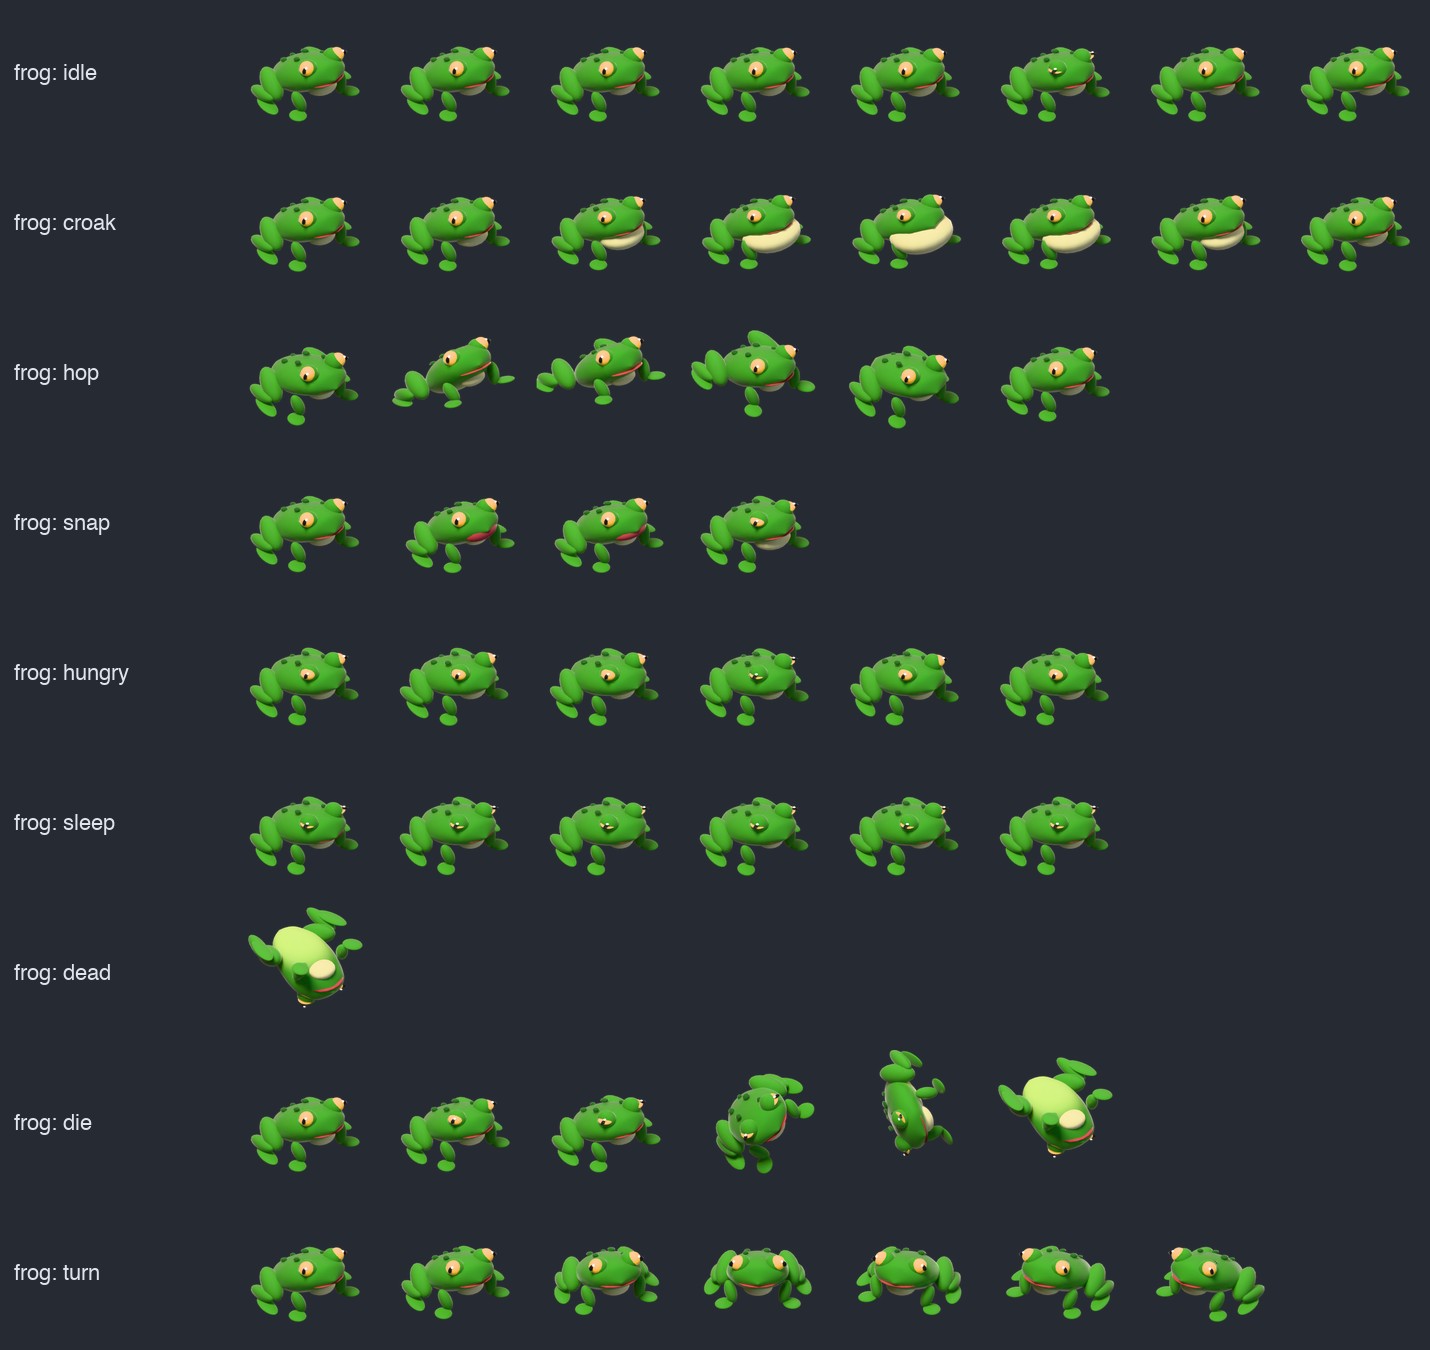 frog: idle
frog: croak
frog: hop
frog: snap
frog: hungry
frog: sleep
frog: dead
frog: die
frog: turn